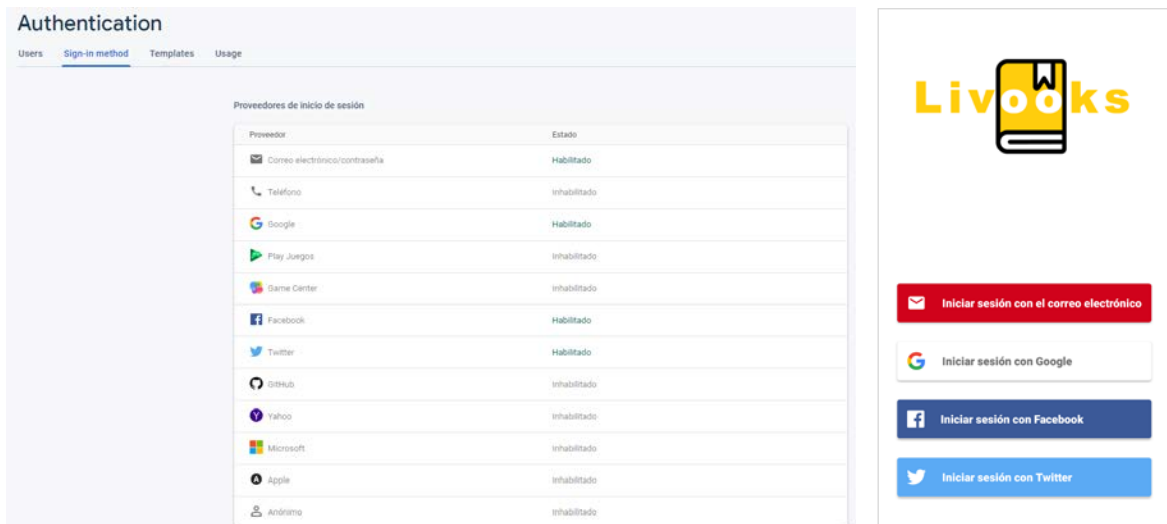 Authentication
Users Sign-in method Templates Usage
Proveedores de inicio de sesión
Proveedor Estado
Correo electrónico/contraseña Habilitado
Teléfono Inhabilitado
Google Habilitado
Play Juegos Inhabilitado
Game Center Inhabilitado
Facebook Habilitado
Twitter Habilitado
GitHub Inhabilitado
Yahoo Inhabilitado
Microsoft Inhabilitado
Apple Inhabilitado
Anónimo Inhabilitado
Livooks
Iniciar sesión con el correo electrónico
Iniciar sesión con Google
Iniciar sesión con Facebook
Iniciar sesión con Twitter